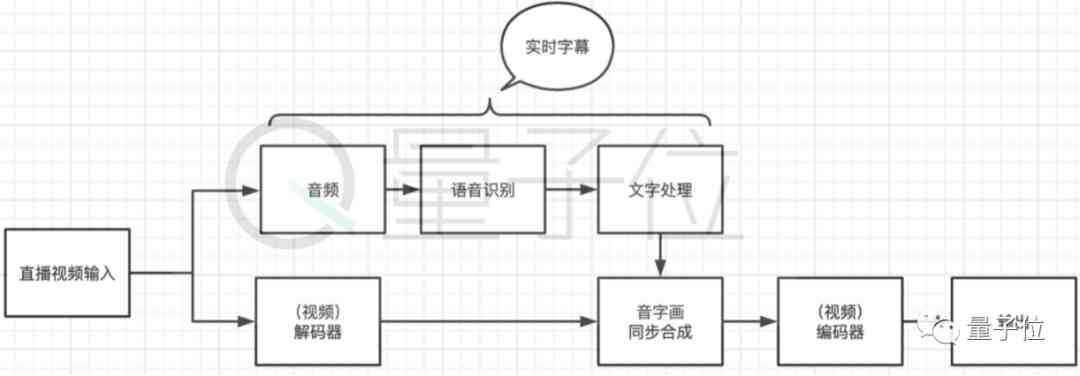 实时字幕
量子位
音频
语音识别
文字处理
直播视频输入
(视频)
解码器
音字画
同步合成
(视频)
编码器
量子位